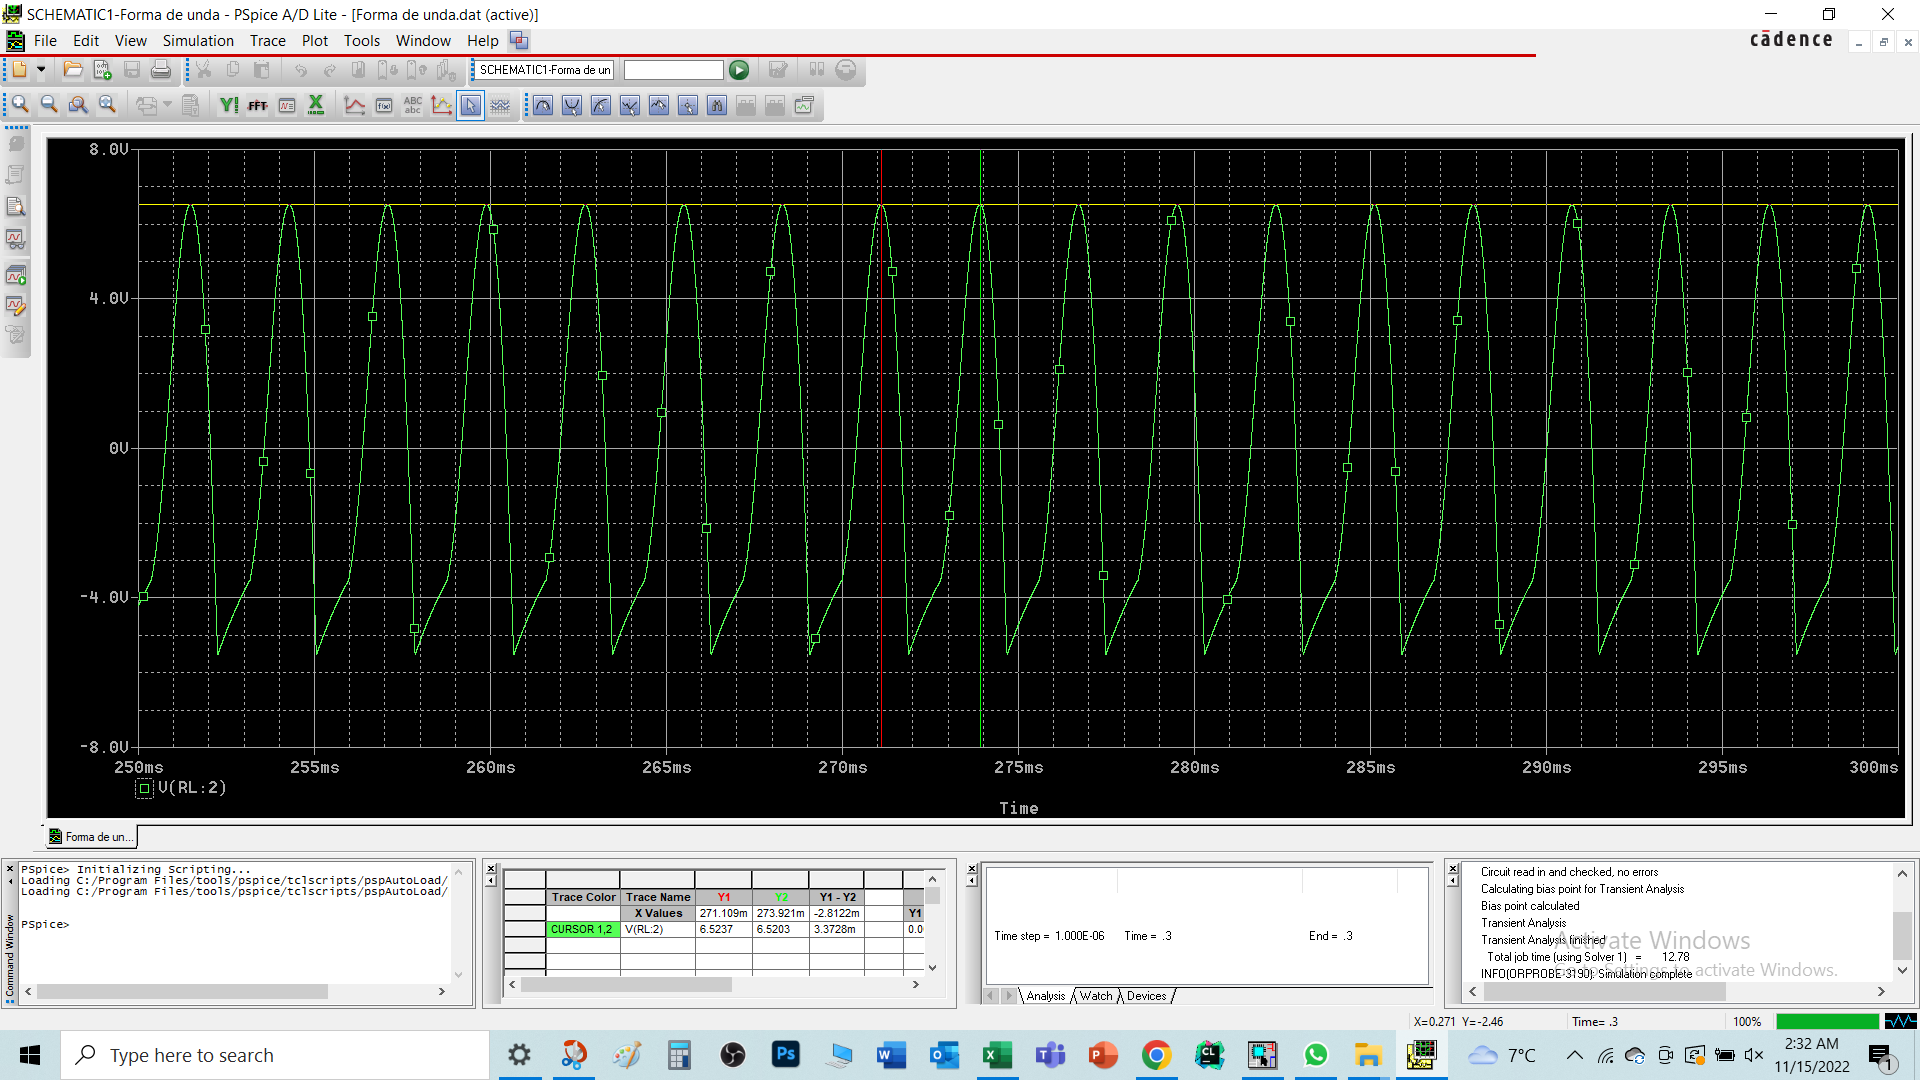 SCHEMATIC1-Forma de unda - PSpice A/D Lite - [Forma de unda.dat (active)]
File Edit View Simulation Trace Plot Tools Window Help
cādence
SCHEMATIC1-Forma de un
Y! FFT
ABC
abc
8.0V
4.0V
0V
-4.0V
-8.0V
250ms 255ms 260ms 265ms 270ms 275ms 280ms 285ms 290ms 295ms 300ms
V(RL:2)
Time
Forma de un...
Command Window
PSpice> Initializing Scripting...
Loading C:/Program Files/tools/pspice/tclscripts/pspAutoLoad/
Loading C:/Program Files/tools/pspice/tclscripts/pspAutoLoad/
PSpice>
Trace Color Trace Name Y1 Y2 Y1 - Y2
X Values 271.109m 273.921m -2.8122m Y1
CURSOR 1,2 V(RL:2) 6.5237 6.5203 3.3728m 0.0
Time step = 1.000E-06 Time = .3 End = .3
Analysis Watch Devices
Circuit read in and checked, no errors
Calculating bias point for Transient Analysis
Bias point calculated
Transient Analysis
Transient Analysis finished
Total job time (using Solver 1) = 12.78
INFO(ORPROBE-3190): Simulation complete
Activate Windows
Go to Settings to activate Windows.
X=0.271 Y=-2.46 Time= .3 100%
Type here to search
7°C
2:32 AM
11/15/2022
1